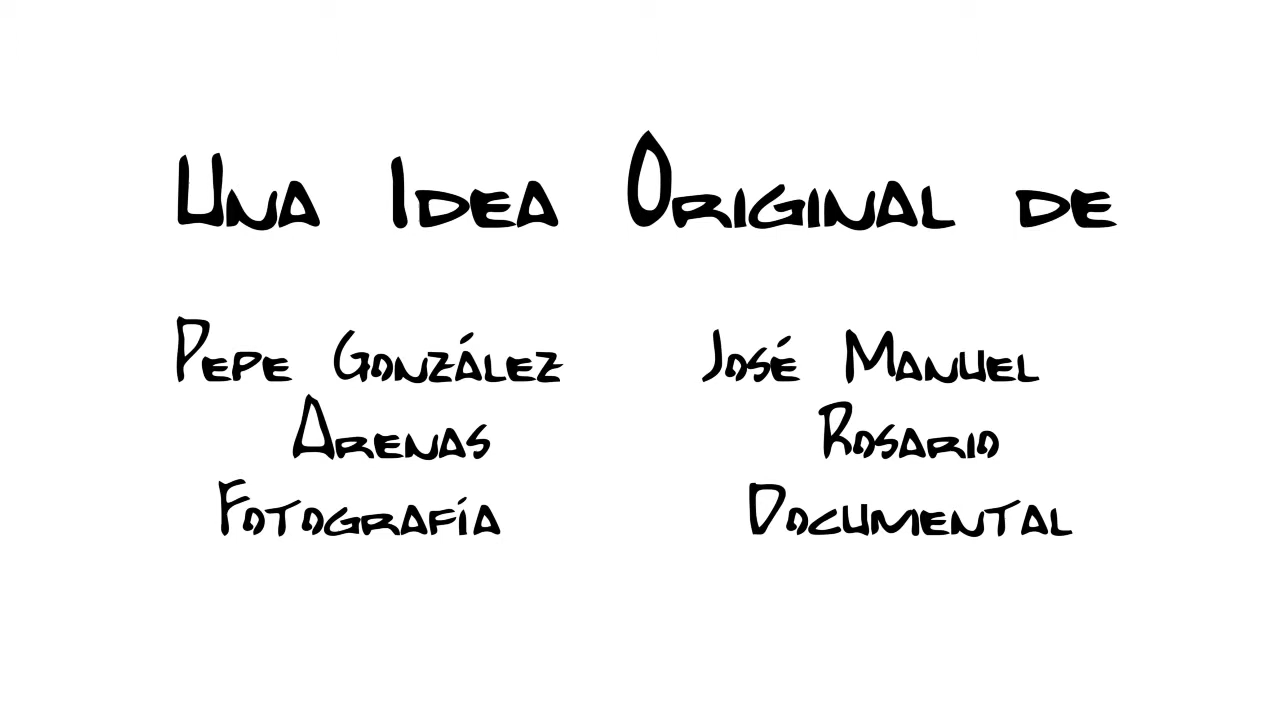 Una Idea Original de
Pepe González
Arenas
Fotografía
José Manuel
Rosario
Documental